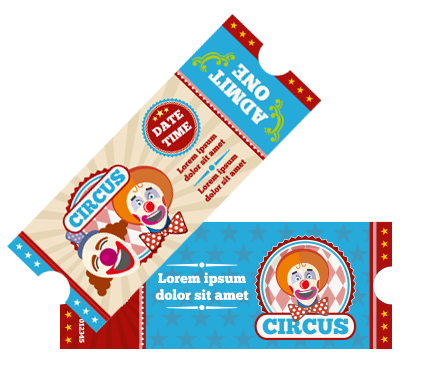 ADMIT
ONE
DATE
TIME
Lorem ipsum
dolor sit amet
Lorem ipsum
dolor sit amet
CIRCUS
Lorem ipsum
dolor sit amet
CIRCUS
012345